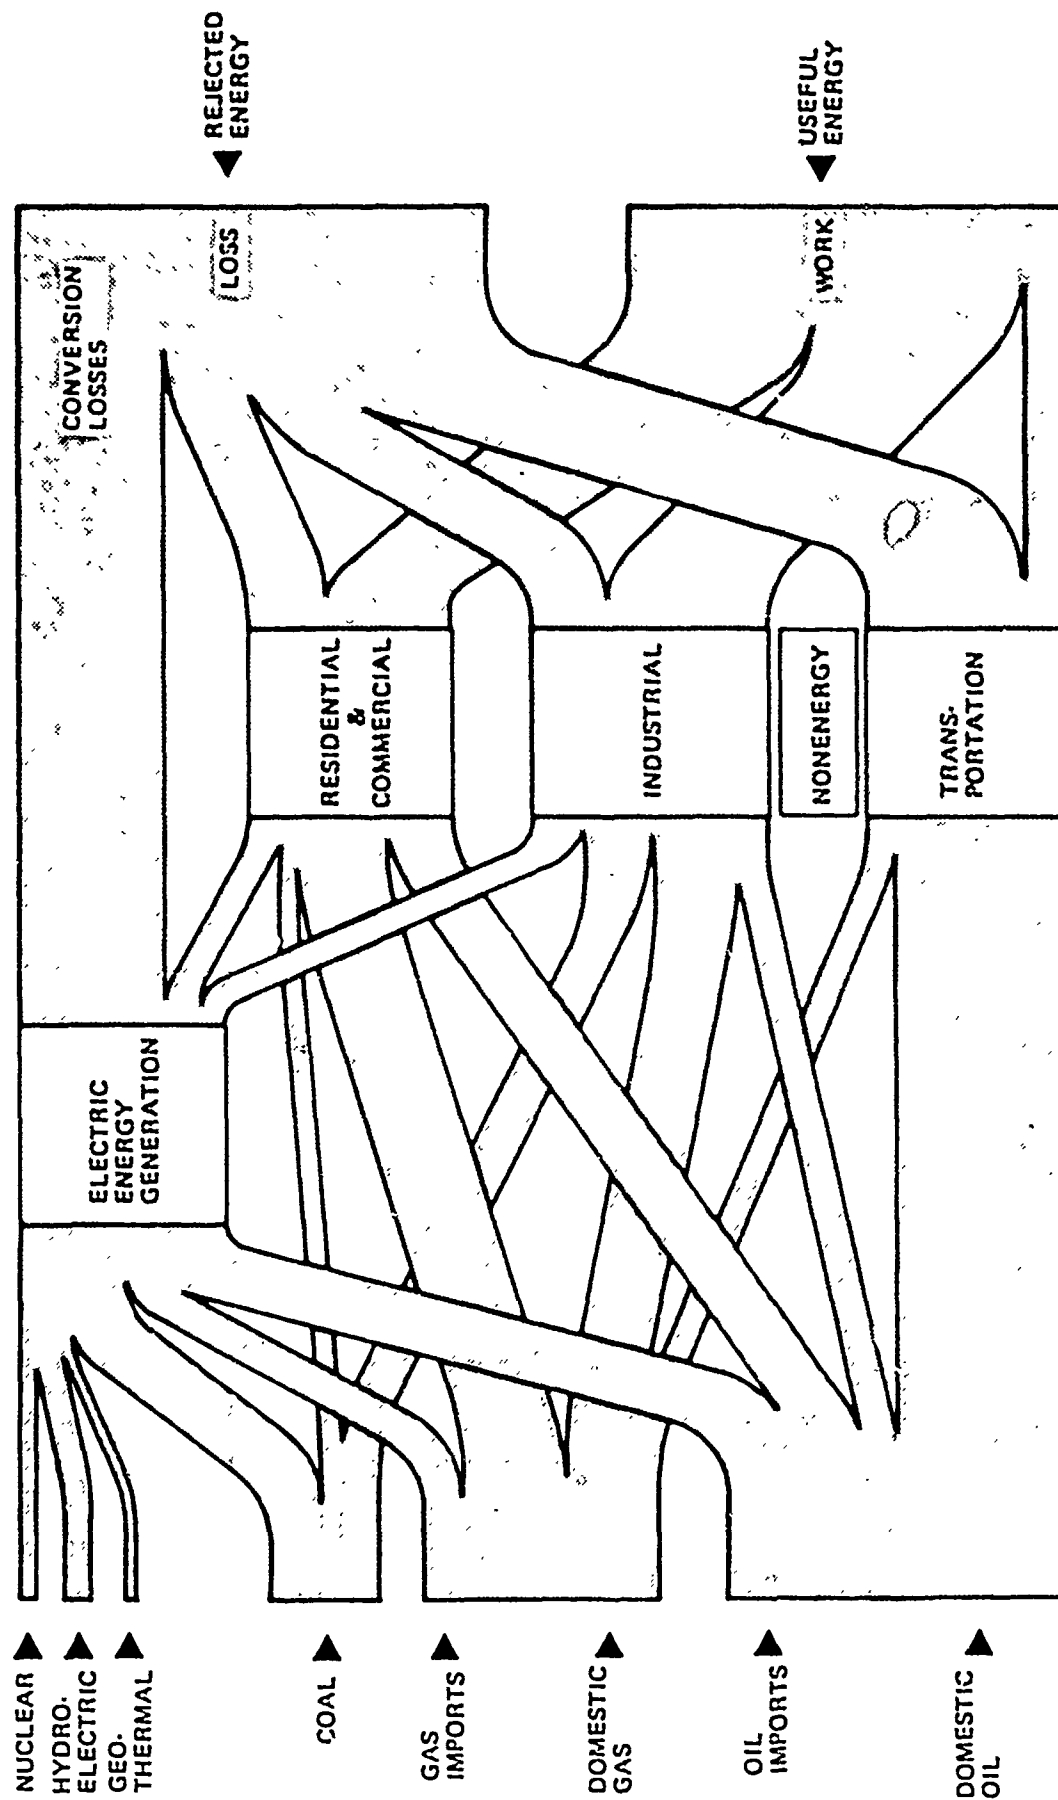 NUCLEAR
HYDRO-
ELECTRIC
GEO-
THERMAL
COAL
GAS
IMPORTS
DOMESTIC
GAS
OIL
IMPORTS
DOMESTIC
OIL
ELECTRIC
ENERGY
GENERATION
RESIDENTIAL
&
COMMERCIAL
INDUSTRIAL
NONENERGY
TRANS-
PORTATION
CONVERSION
LOSSES
LOSS
WORK
REJECTED
ENERGY
USEFUL
ENERGY